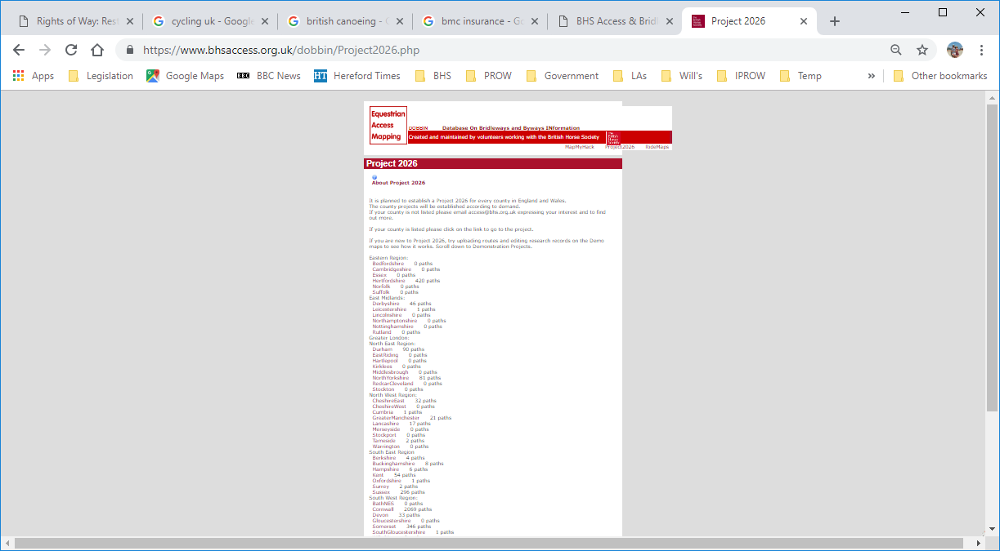 Rights of Way: Rest
cycling uk - Google
british canoeing - G
bmc insurance - Go
BHS Access & Bridl
Project 2026
https://www.bhsaccess.org.uk/dobbin/Project2026.php
Apps Legislation Google Maps BBC BBC News HT Hereford Times BHS PROW Government LAs Will's IPROW Temp » Other bookmarks
Equestrian
Access
Mapping
DOBBIN Database On Bridleways and Byways INformation
Created and maintained by volunteers working with the British Horse Society
The British Horse Society
MapMyHack Project2026 RideMaps
Project 2026
About Project 2026
It is planned to establish a Project 2026 for every county in England and Wales.
The county projects will be established according to demand.
If your county is not listed please email access@bhs.org.uk expressing your interest and to find
out more.
If your county is listed please click on the link to go to the project.
If you are new to Project 2026, try uploading routes and editing research records on the Demo
maps to see how it works. Scroll down to Demonstration Projects.
Eastern Region:
Bedfordshire 0 paths
Cambridgeshire 0 paths
Essex 0 paths
Hertfordshire 420 paths
Norfolk 0 paths
Suffolk 0 paths
East Midlands:
Derbyshire 46 paths
Leicestershire 1 paths
Lincolnshire 0 paths
Northamptonshire 0 paths
Nottinghamshire 0 paths
Rutland 0 paths
Greater London:
North East Region:
Durham 90 paths
EastRiding 0 paths
Hartlepool 0 paths
Kirklees 0 paths
Middlesbrough 0 paths
NorthYorkshire 81 paths
RedcarCleveland 0 paths
Stockton 0 paths
North West Region:
CheshireEast 32 paths
CheshireWest 0 paths
Cumbria 1 paths
GreaterManchester 21 paths
Lancashire 17 paths
Merseyside 0 paths
Stockport 0 paths
Tameside 2 paths
Warrington 0 paths
South East Region
Berkshire 4 paths
Buckinghamshire 8 paths
Hampshire 6 paths
Kent 54 paths
Oxfordshire 1 paths
Surrey 2 paths
Sussex 296 paths
South West Region:
BathNES 0 paths
Cornwall 2069 paths
Devon 33 paths
Gloucestershire 0 paths
Somerset 346 paths
SouthGloucestershire 1 paths